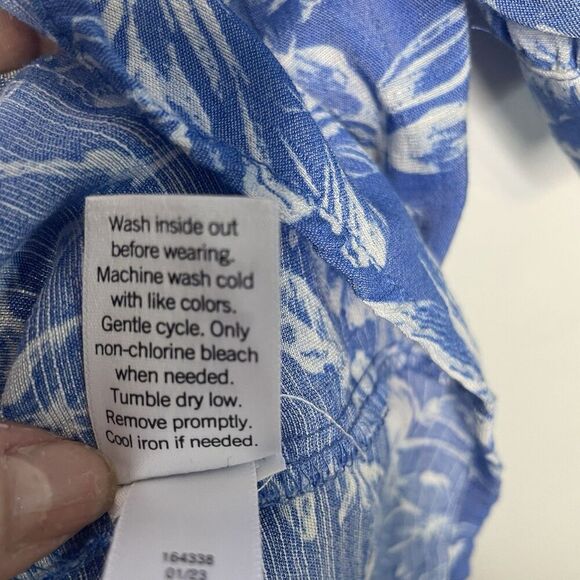 Wash inside out
before wearing.
Machine wash cold
with like colors.
Gentle cycle. Only
non-chlorine bleach
when needed.
Tumble dry low.
Remove promptly.
Cool iron if needed.
164338
01/23